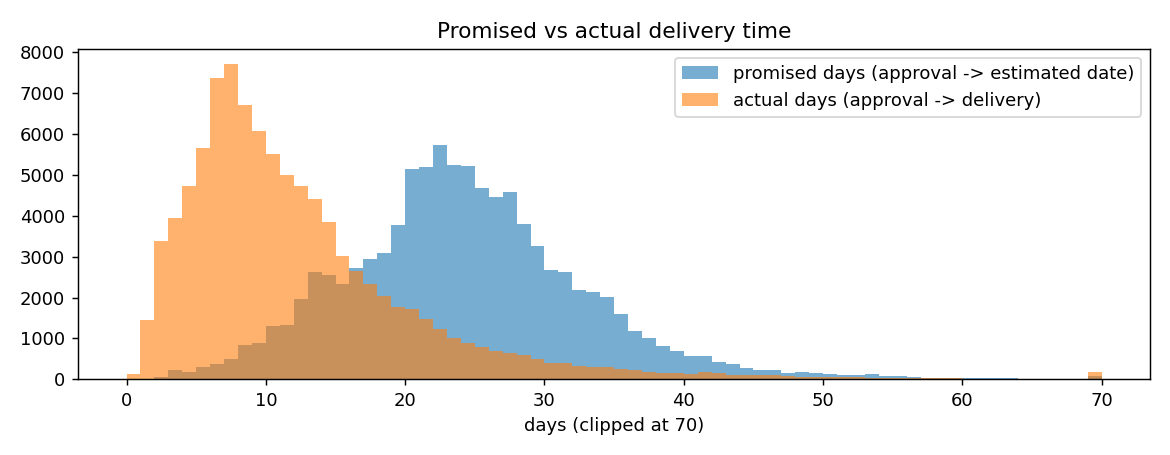 Promised vs actual delivery time
promised days (approval -> estimated date)
actual days (approval -> delivery)
8000
7000
6000
5000
4000
3000
2000
1000
0
0 10 20 30 40 50 60 70
days (clipped at 70)